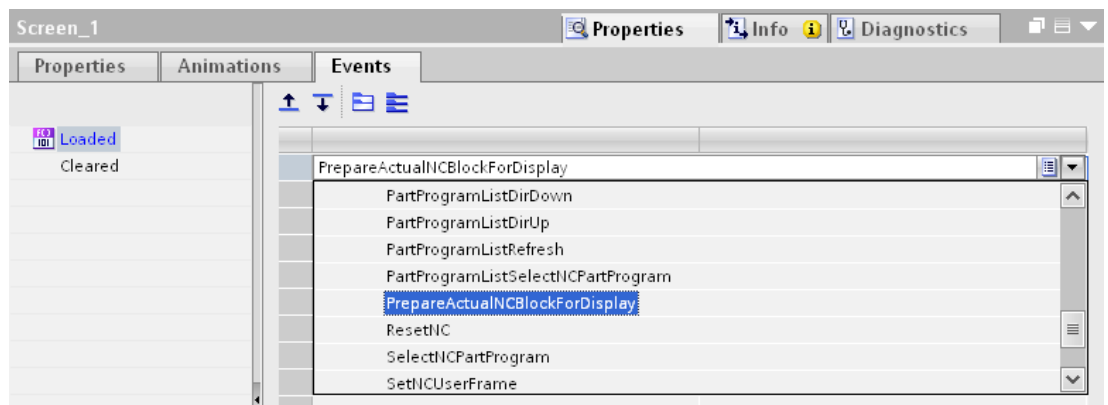 Screen_1
Properties Info Diagnostics
Properties Animations Events
Loaded
Cleared
PrepareActualNCBlockForDisplay
PartProgramListDirDown
PartProgramListDirUp
PartProgramListRefresh
PartProgramListSelectNCPartProgram
PrepareActualNCBlockForDisplay
ResetNC
SelectNCPartProgram
SetNCUserFrame